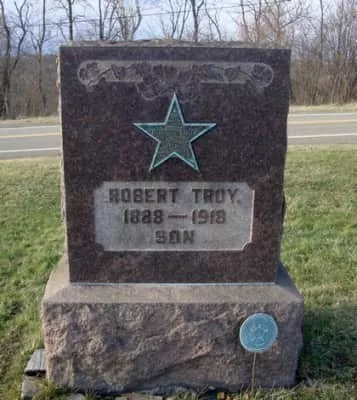 ROBERT TROY.
1888 — 1918
SON